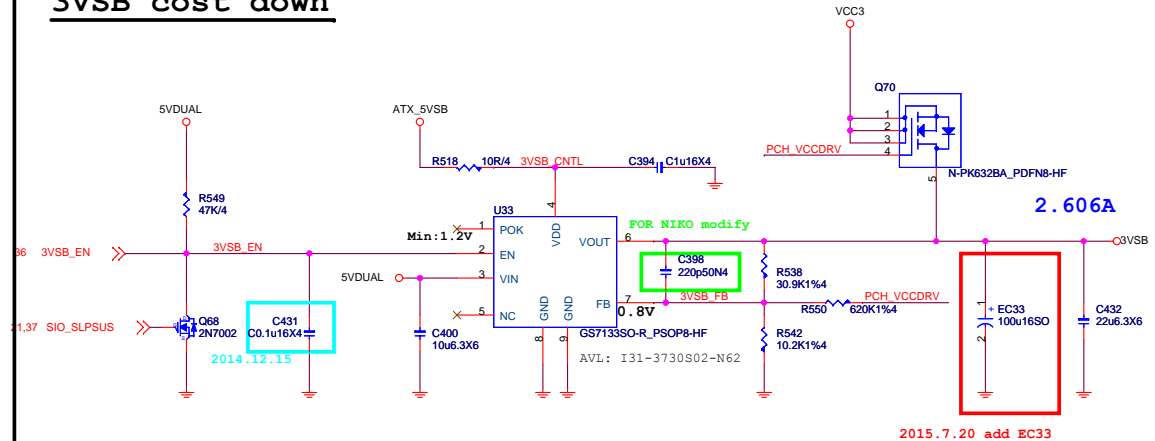 3VSB cost down
VCC3
Q70
1
2
3
4
PCH_VCCDRV
5
N-PK632BA_PDFN8-HF
2.606A
5VDUAL
ATX_5VSB
R518
10R/4
3VSB_CNTL
C394
C1u16X4
R549
47K/4
U33
4
FOR NIKO modify
Min:1.2V
1
POK
VDD
VOUT
6
3VSB
36
3VSB_EN
3VSB_EN
2
EN
C398
220p50N4
R538
30.9K1%4
5VDUAL
3
VIN
FB
7
3VSB_FB
0.8V
R550
620K1%4
PCH_VCCDRV
5
NC
GND
GND
8
9
GS7133SO-R_PSOP8-HF
AVL: I31-3730S02-N62
R542
10.2K1%4
1
+
EC33
100u16SO
2
C432
22u6.3X6
21,37
SIO_SLPSUS
Q68
2N7002
C431
C0.1u16X4
2014.12.15
C400
10u6.3X6
2015.7.20 add EC33